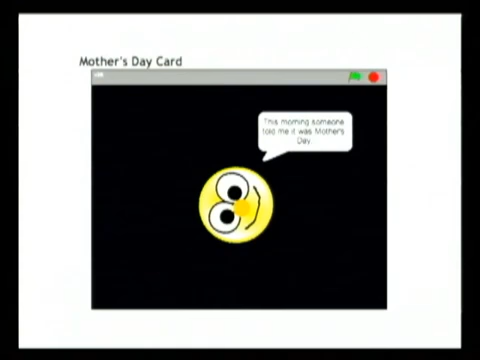 Mother's Day Card
This morning someone
told me it was Mother's
Day.